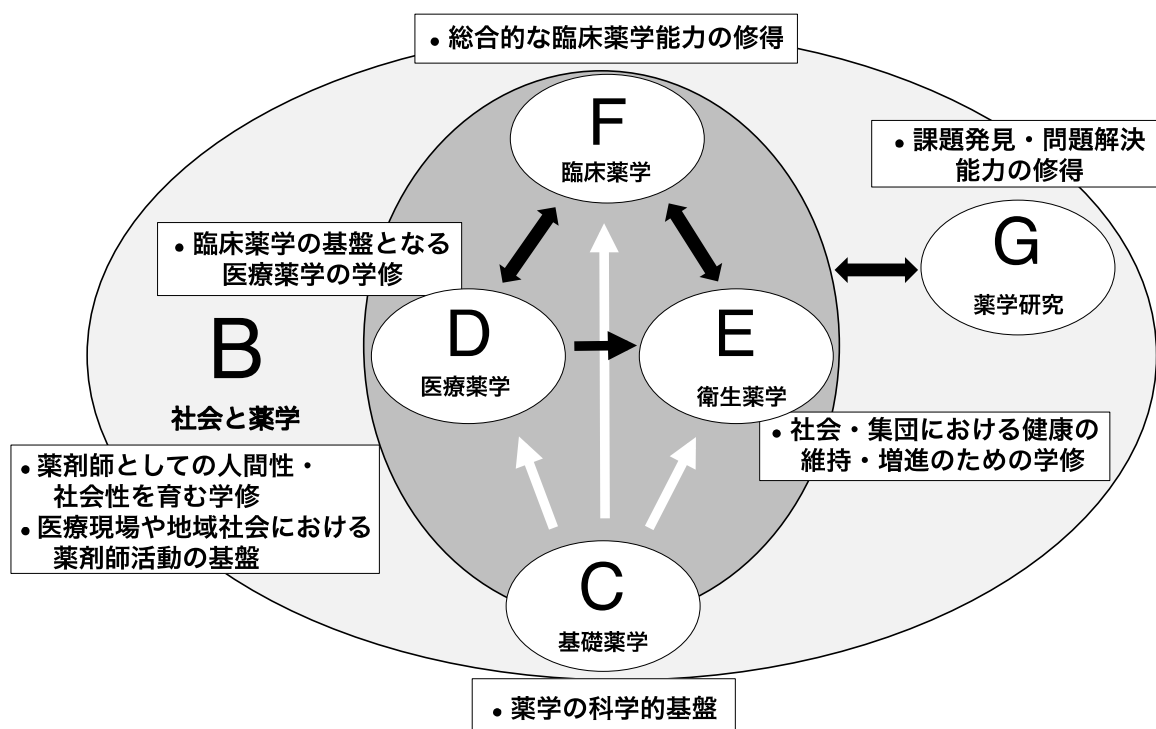 • 総合的な臨床薬学能力の修得
F
臨床薬学
• 課題発見・問題解決
能力の修得
G
薬学研究
• 臨床薬学の基盤となる
医療薬学の学修
D
医療薬学
E
衛生薬学
B
社会と薬学
• 社会・集団における健康の
維持・増進のための学修
• 薬剤師としての人間性・
社会性を育む学修
• 医療現場や地域社会における
薬剤師活動の基盤
C
基礎薬学
• 薬学の科学的基盤